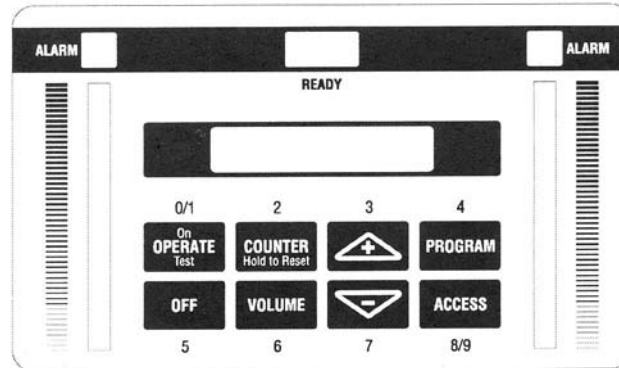 ALARM ALARM
READY
0/1 2 3 4
On
OPERATE
Test
COUNTER
Hold to Reset
+
PROGRAM
OFF
VOLUME
-
ACCESS
5 6 7 8/9